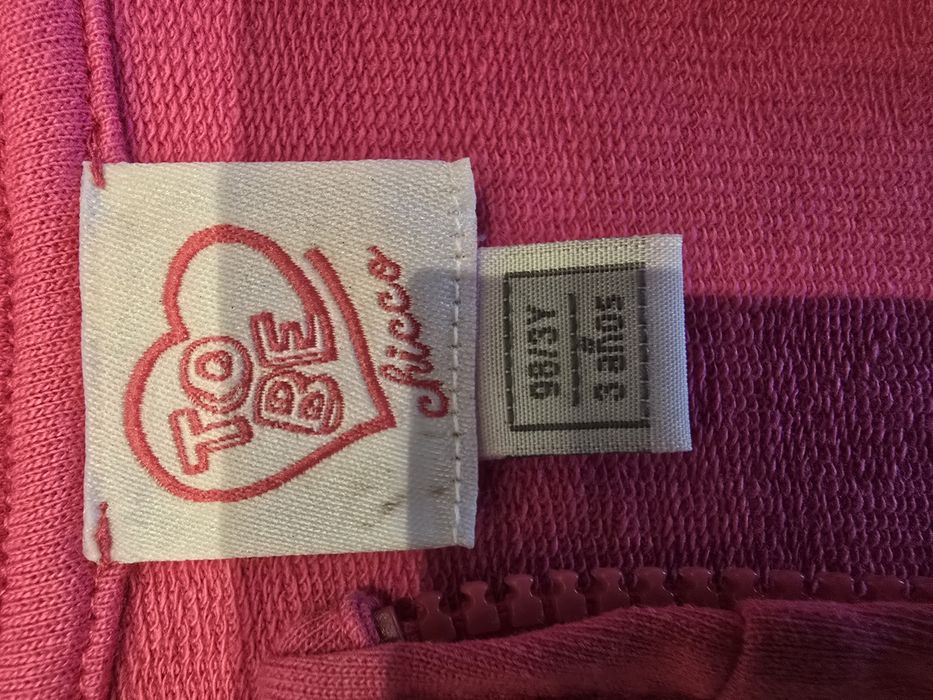 TO
BE
chicco
98/3Y
3 años